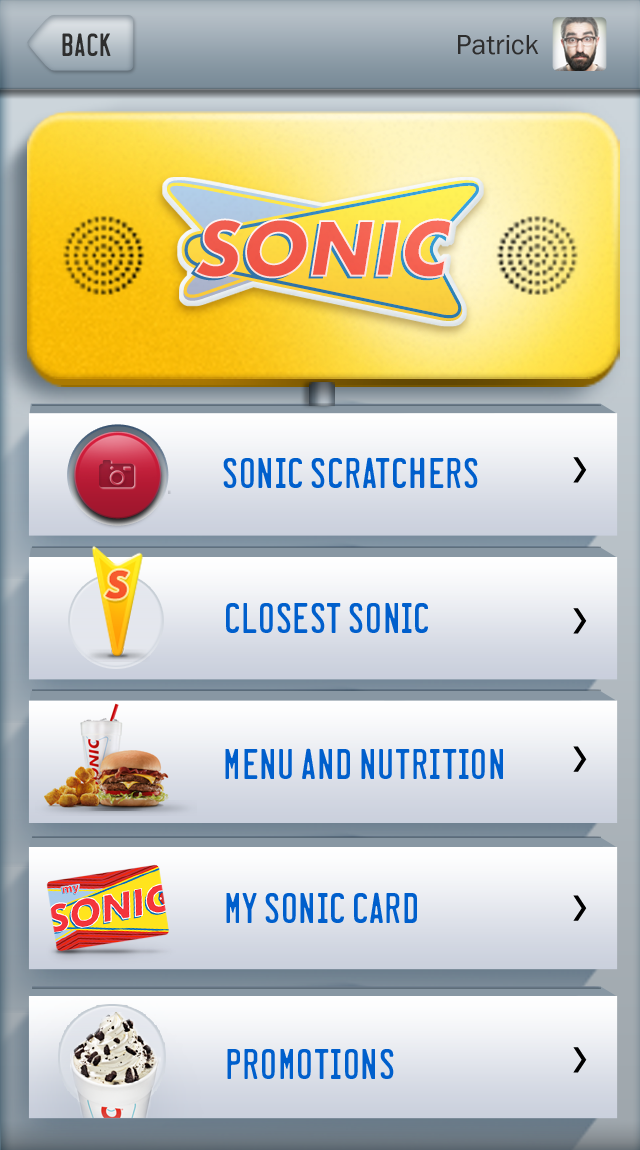 BACK
Patrick
SONIC
SONIC SCRATCHERS
S
CLOSEST SONIC
SONIC
MENU AND NUTRITION
my
SONIC
MY SONIC CARD
PROMOTIONS